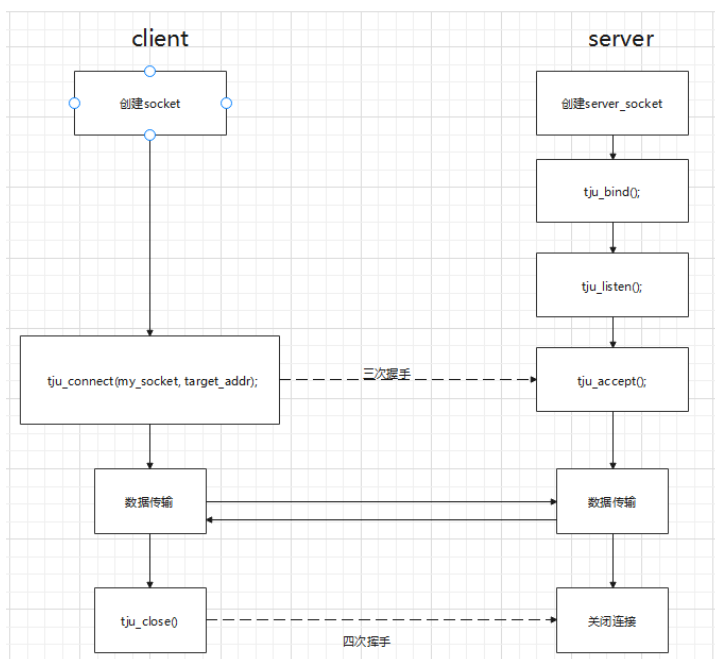 client
server
创建socket
创建server_socket
tju_bind();
tju_listen();
tju_connect(my_socket, target_addr);
三次握手
tju_accept();
数据传输
数据传输
tju_close()
关闭连接
四次挥手